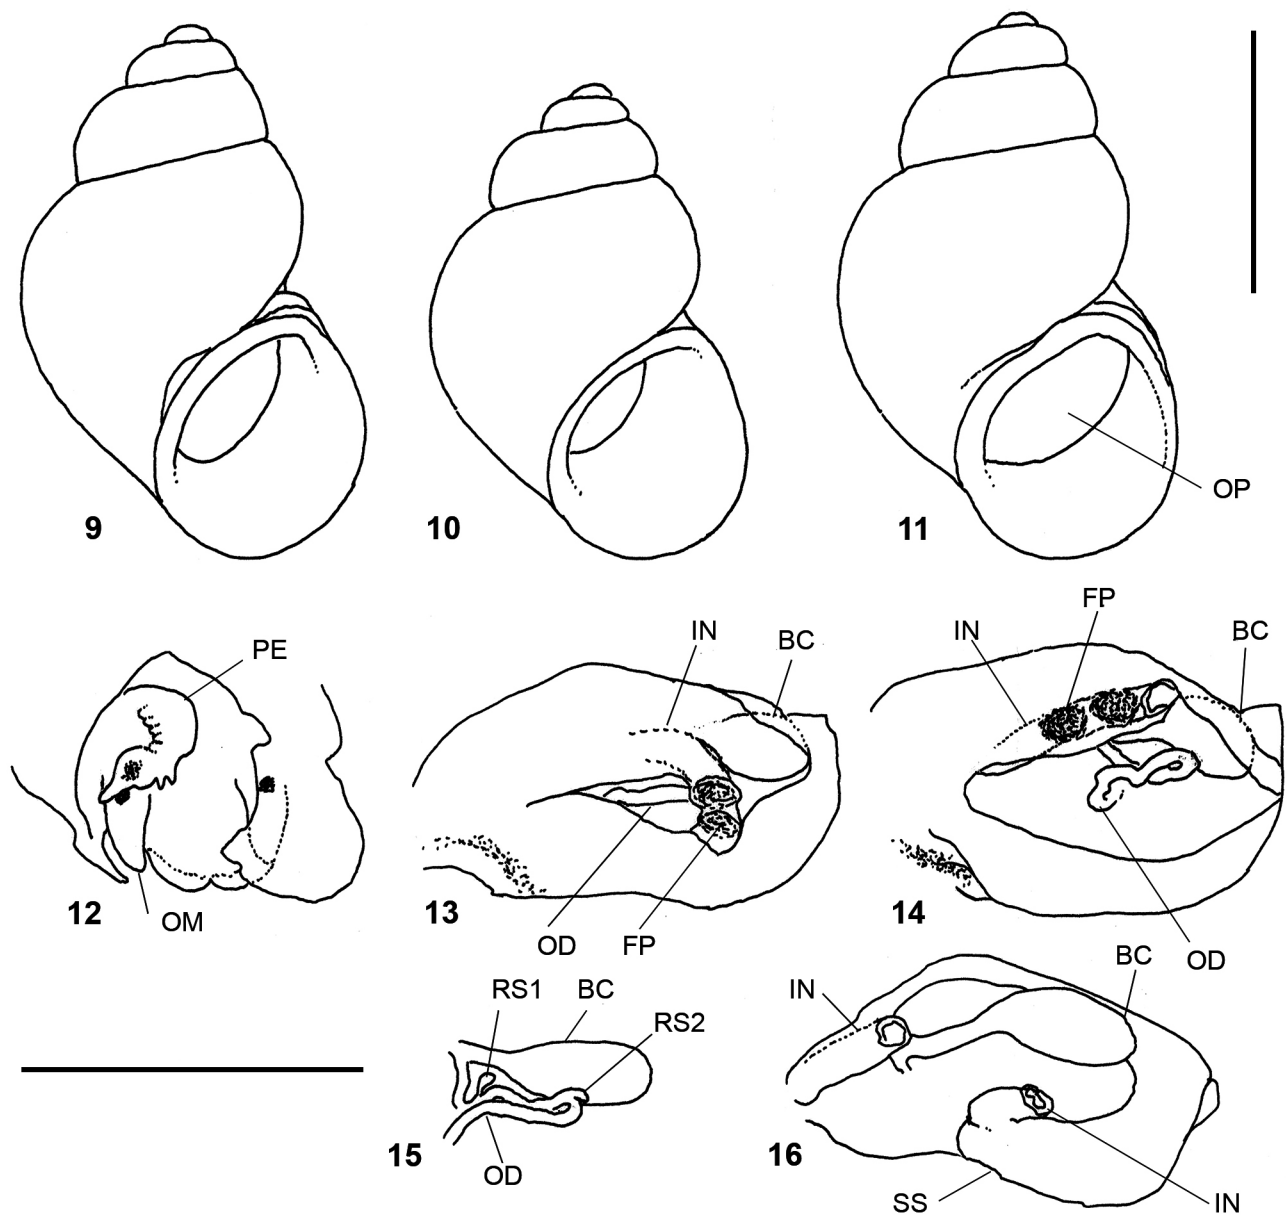 OP
9 10 11
FP
IN BC IN BC
PE
12 OM 13 OD FP 14 OD
RS1 BC RS2 IN BC
15 OD 16 SS IN